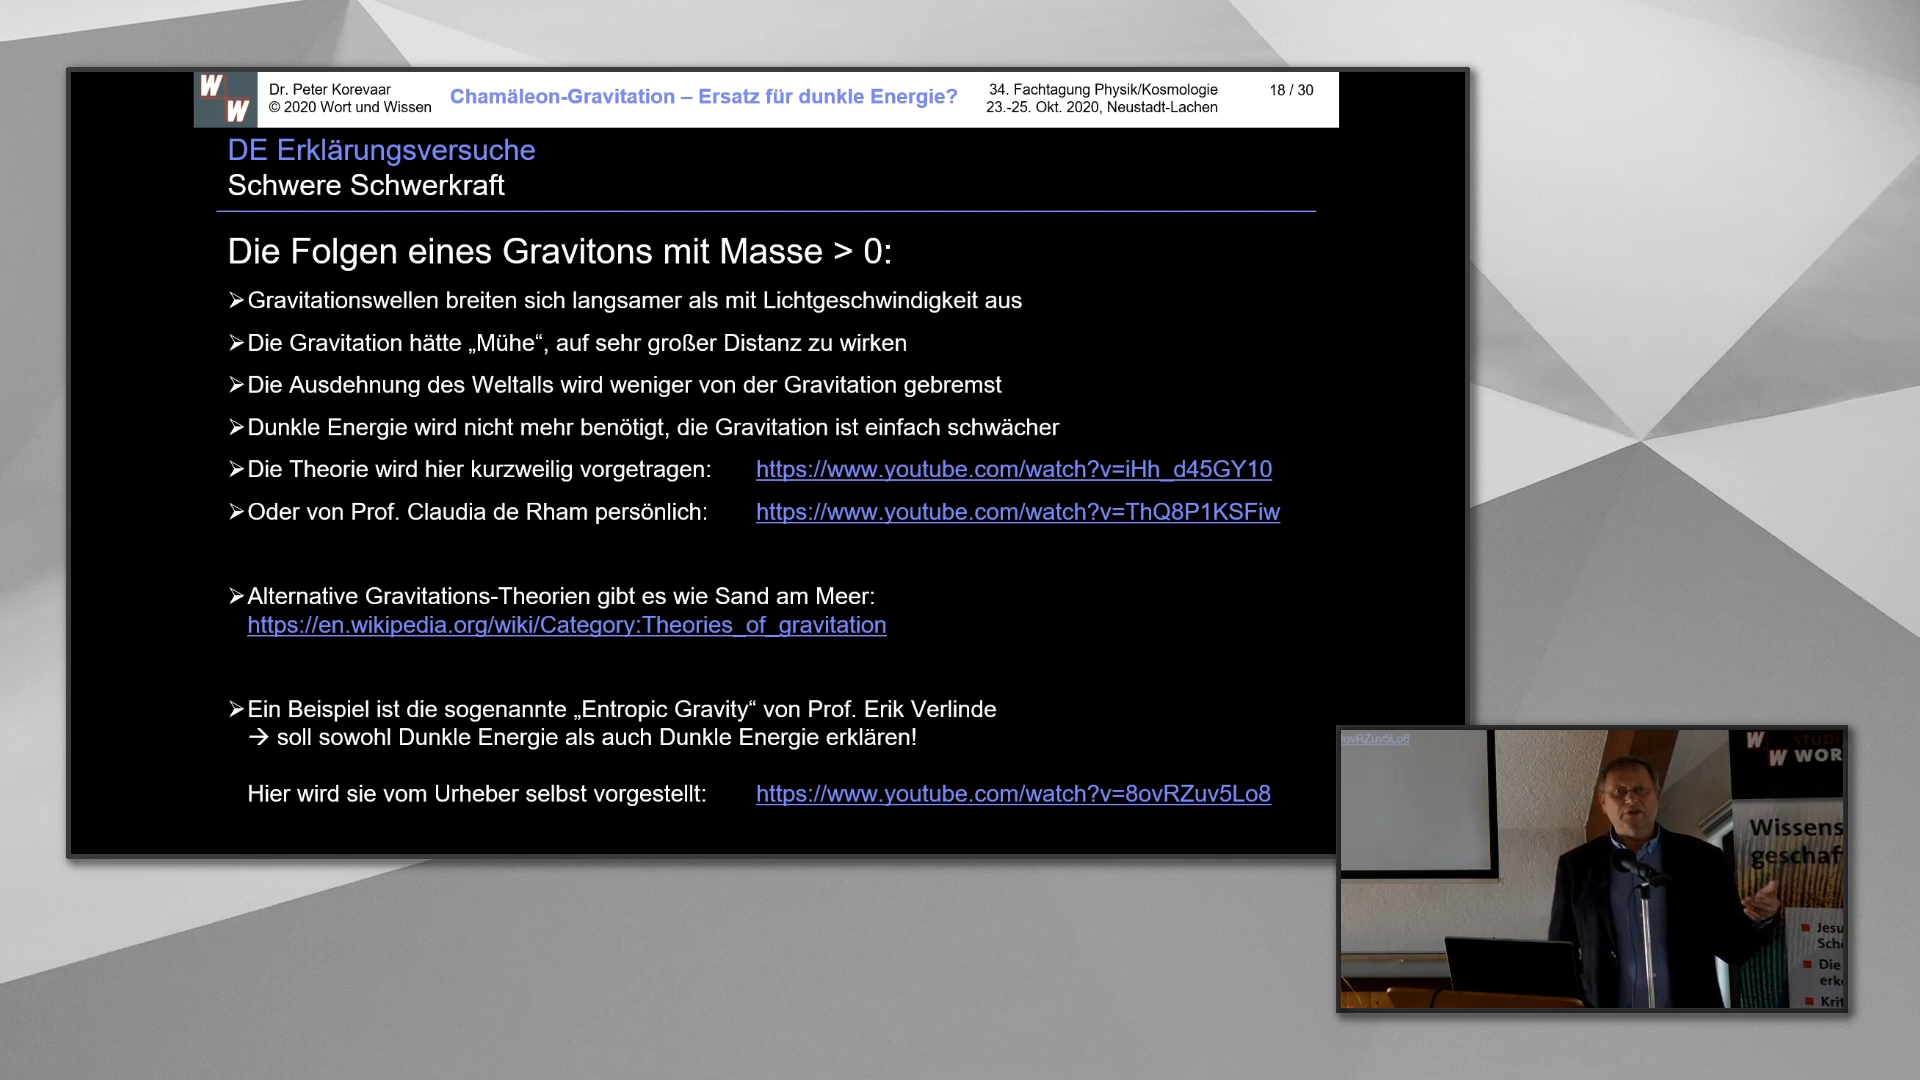 W W
Dr. Peter Korevaar
© 2020 Wort und Wissen
Chamäleon-Gravitation – Ersatz für dunkle Energie?
34. Fachtagung Physik/Kosmologie
23.-25. Okt. 2020, Neustadt-Lachen
18 / 30
DE Erklärungsversuche
Schwere Schwerkraft
Die Folgen eines Gravitons mit Masse > 0:
➢Gravitationswellen breiten sich langsamer als mit Lichtgeschwindigkeit aus
➢Die Gravitation hätte „Mühe“, auf sehr großer Distanz zu wirken
➢Die Ausdehnung des Weltalls wird weniger von der Gravitation gebremst
➢Dunkle Energie wird nicht mehr benötigt, die Gravitation ist einfach schwächer
➢Die Theorie wird hier kurzweilig vorgetragen: https://www.youtube.com/watch?v=iHh_d45GY10
➢Oder von Prof. Claudia de Rham persönlich: https://www.youtube.com/watch?v=ThQ8P1KSFiw
➢Alternative Gravitations-Theorien gibt es wie Sand am Meer:
https://en.wikipedia.org/wiki/Category:Theories_of_gravitation
➢Ein Beispiel ist die sogenannte „Entropic Gravity“ von Prof. Erik Verlinde
→ soll sowohl Dunkle Energie als auch Dunkle Energie erklären!
Hier wird sie vom Urheber selbst vorgestellt: https://www.youtube.com/watch?v=8ovRZuv5Lo8
ovRZuv5Lo8
W W
STUDI
WOR
Wissens
geschaf
Jesu
Sch
Die
erk
Krit